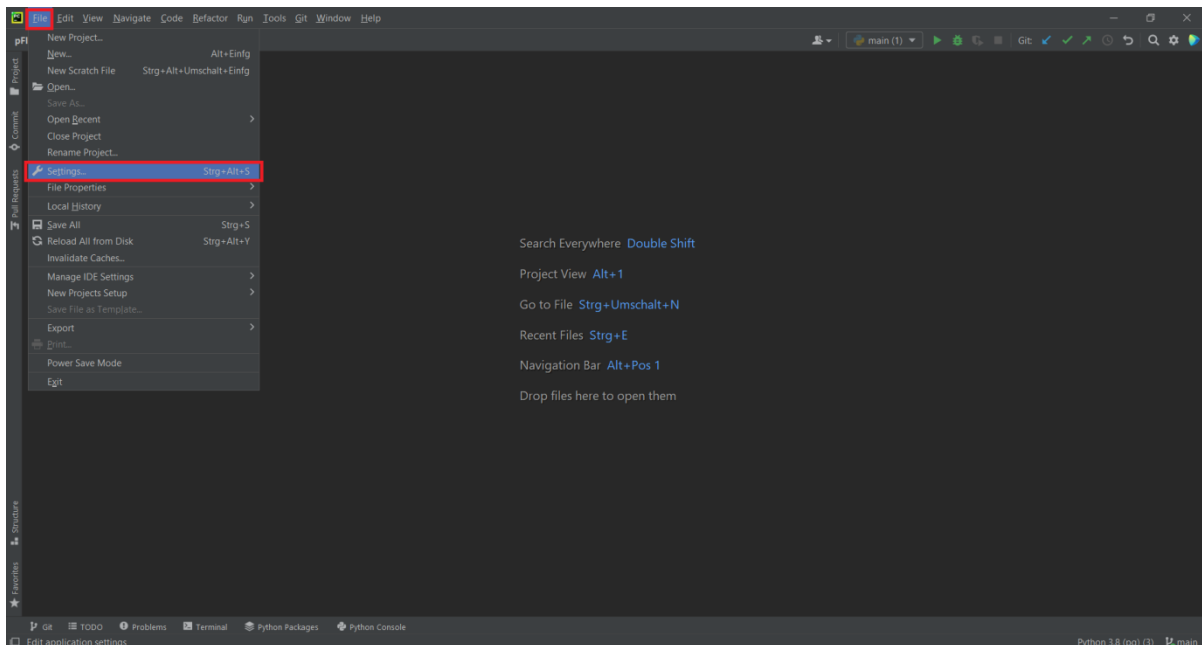 File Edit View Navigate Code Refactor Run Tools Git Window Help
main (1) Git:
New Project...
New... Alt+Einfg
New Scratch File Strg+Alt+Umschalt+Einfg
Open...
Save As...
Open Recent
Close Project
Rename Project...
Settings... Strg+Alt+S
File Properties
Local History
Save All Strg+S
Reload All from Disk Strg+Alt+Y
Invalidate Caches...
Manage IDE Settings
New Projects Setup
Save File as Template...
Export
Print...
Power Save Mode
Exit
Project
Commit
Pull Requests
Structure
Favorites
Search Everywhere Double Shift
Project View Alt+1
Go to File Strg+Umschalt+N
Recent Files Strg+E
Navigation Bar Alt+Pos 1
Drop files here to open them
Git TODO Problems Terminal Python Packages Python Console
Edit application settings Python 3.8 (pg) (3) main